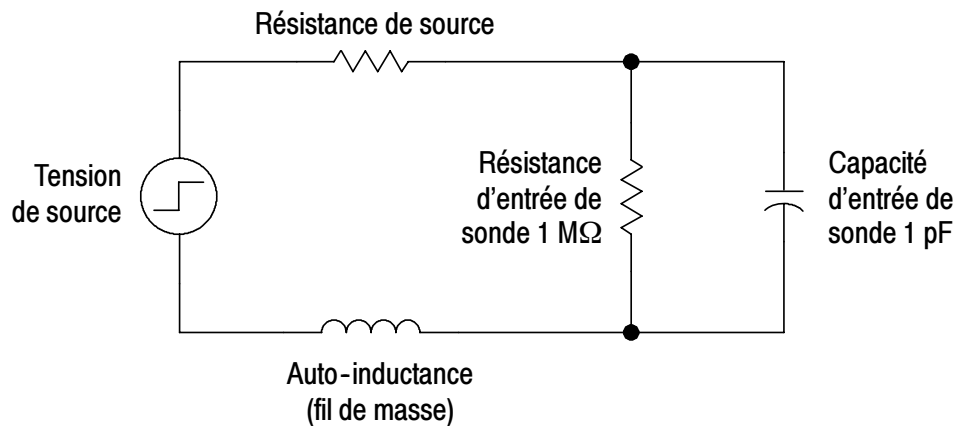 Résistance de source
Tension
de source
Résistance
d’entrée de
sonde 1 MΩ
Capacité
d’entrée de
sonde 1 pF
Auto-inductance
(fil de masse)